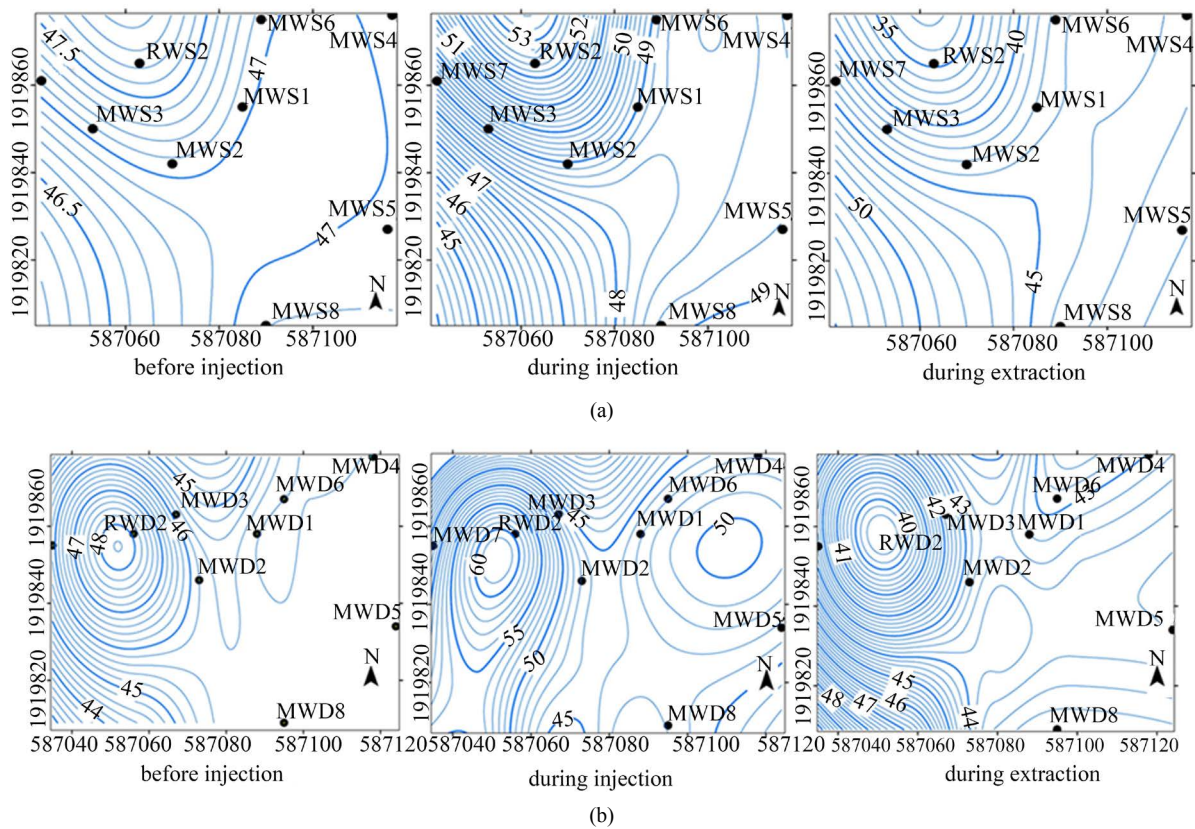 47.5
RWS2
MWS6
MWS4
47
MWS1
MWS3
MWS2
46.5
MWS5
47
N
MWS8
1919860
1919840
1919820
587060
587080
587100
before injection
51
53
52
50
49
MWS6
MWS4
RWS2
MWS7
MWS1
MWS3
MWS2
47
46
45
MWS5
48
49
N
MWS8
1919860
1919840
1919820
587060
587080
587100
during injection
35
40
MWS6
MWS4
RWS2
MWS7
MWS1
MWS3
MWS2
50
MWS5
45
N
MWS8
1919860
1919840
1919820
587060
587080
587100
during extraction
(a)
45
MWD4
MWD6
MWD3
RWD2
46
MWD1
47
48
MWD2
MWD5
N
45
44
MWD8
1919860
1919840
1919820
587040
587060
587080
587100
58712
before injection
MWD4
MWD6
MWD3
45
RWD2
MWD1
MWD7
50
60
MWD2
MWD5
55
50
N
45
MWD8
1919860
1919840
1919820
587040
587060
587080
587100
587120
during injection
MWD4
MWD6
43
42
43
40
MWD3
MWD1
RWD2
41
MWD2
MWD5
45
48
47
46
44
N
MWD8
1919860
1919840
1919820
587040
587060
587080
587100
587120
during extraction
(b)